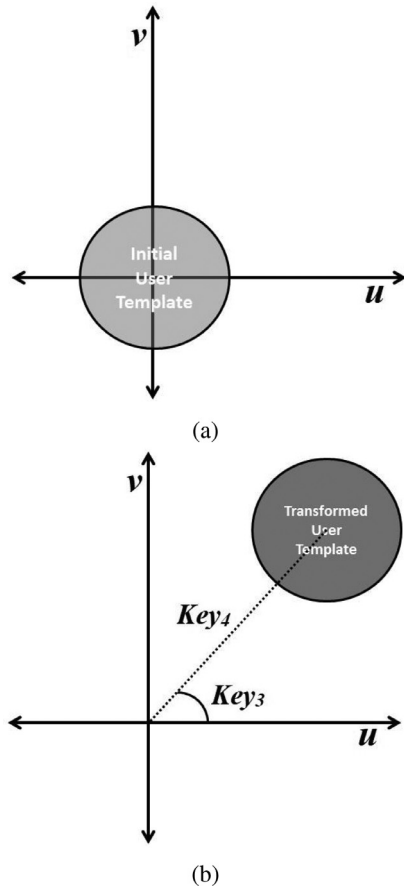 v
Initial
User
Template
u
(a)
v
Transformed
User
Template
Key₄
Key₃
u
(b)